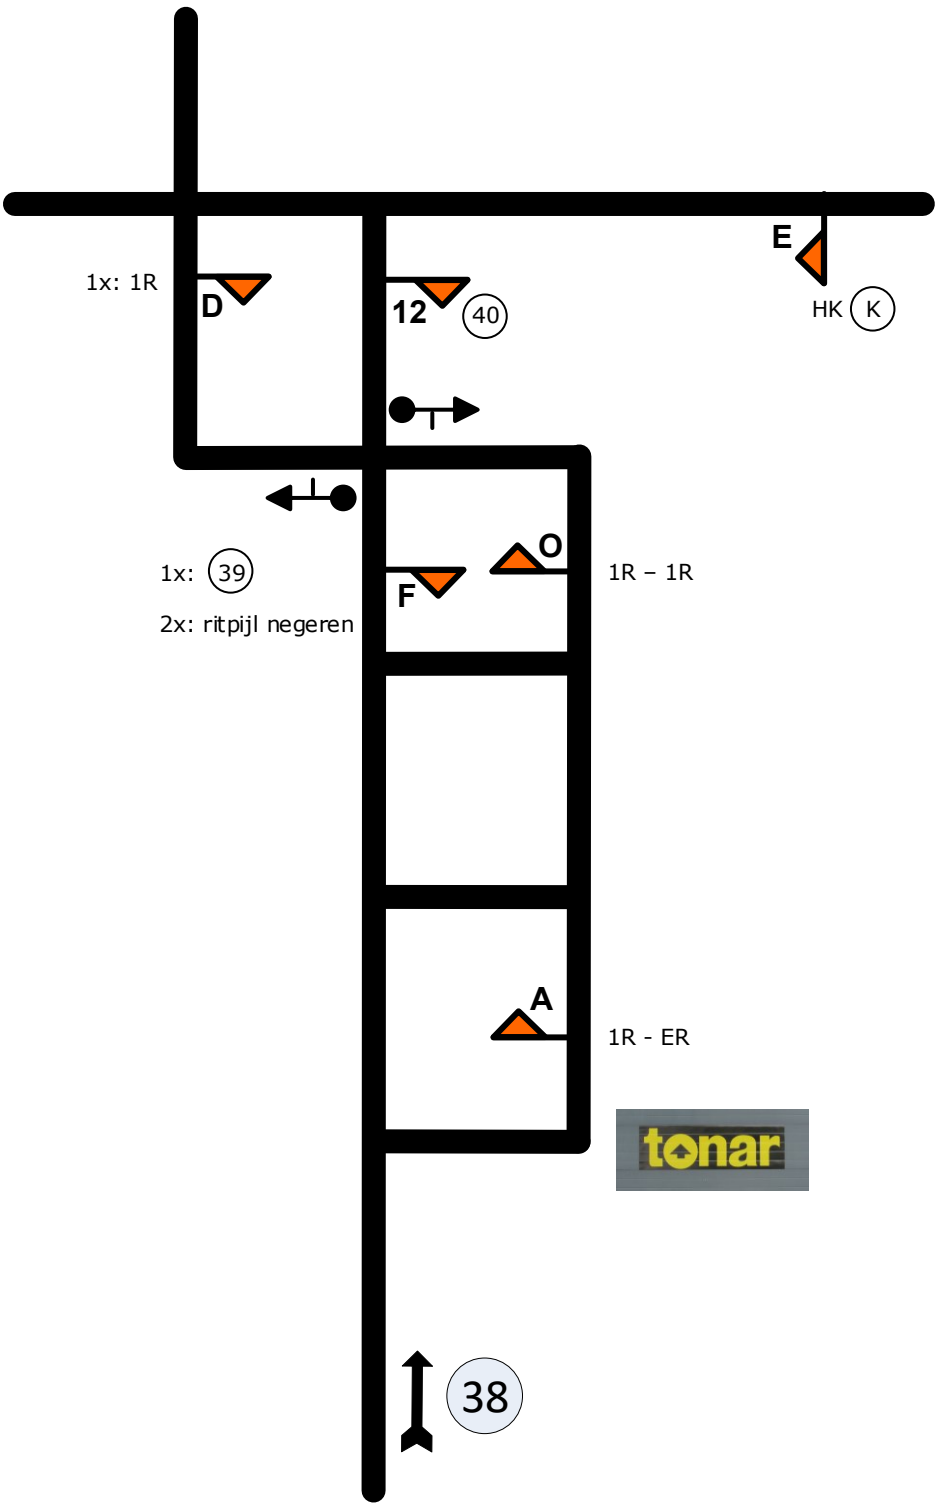 E
1x: 1R
D
12
40
HK K
O
1x: 39
F
1R – 1R
2x: ritpijl negeren
A
1R - ER
tonar
38